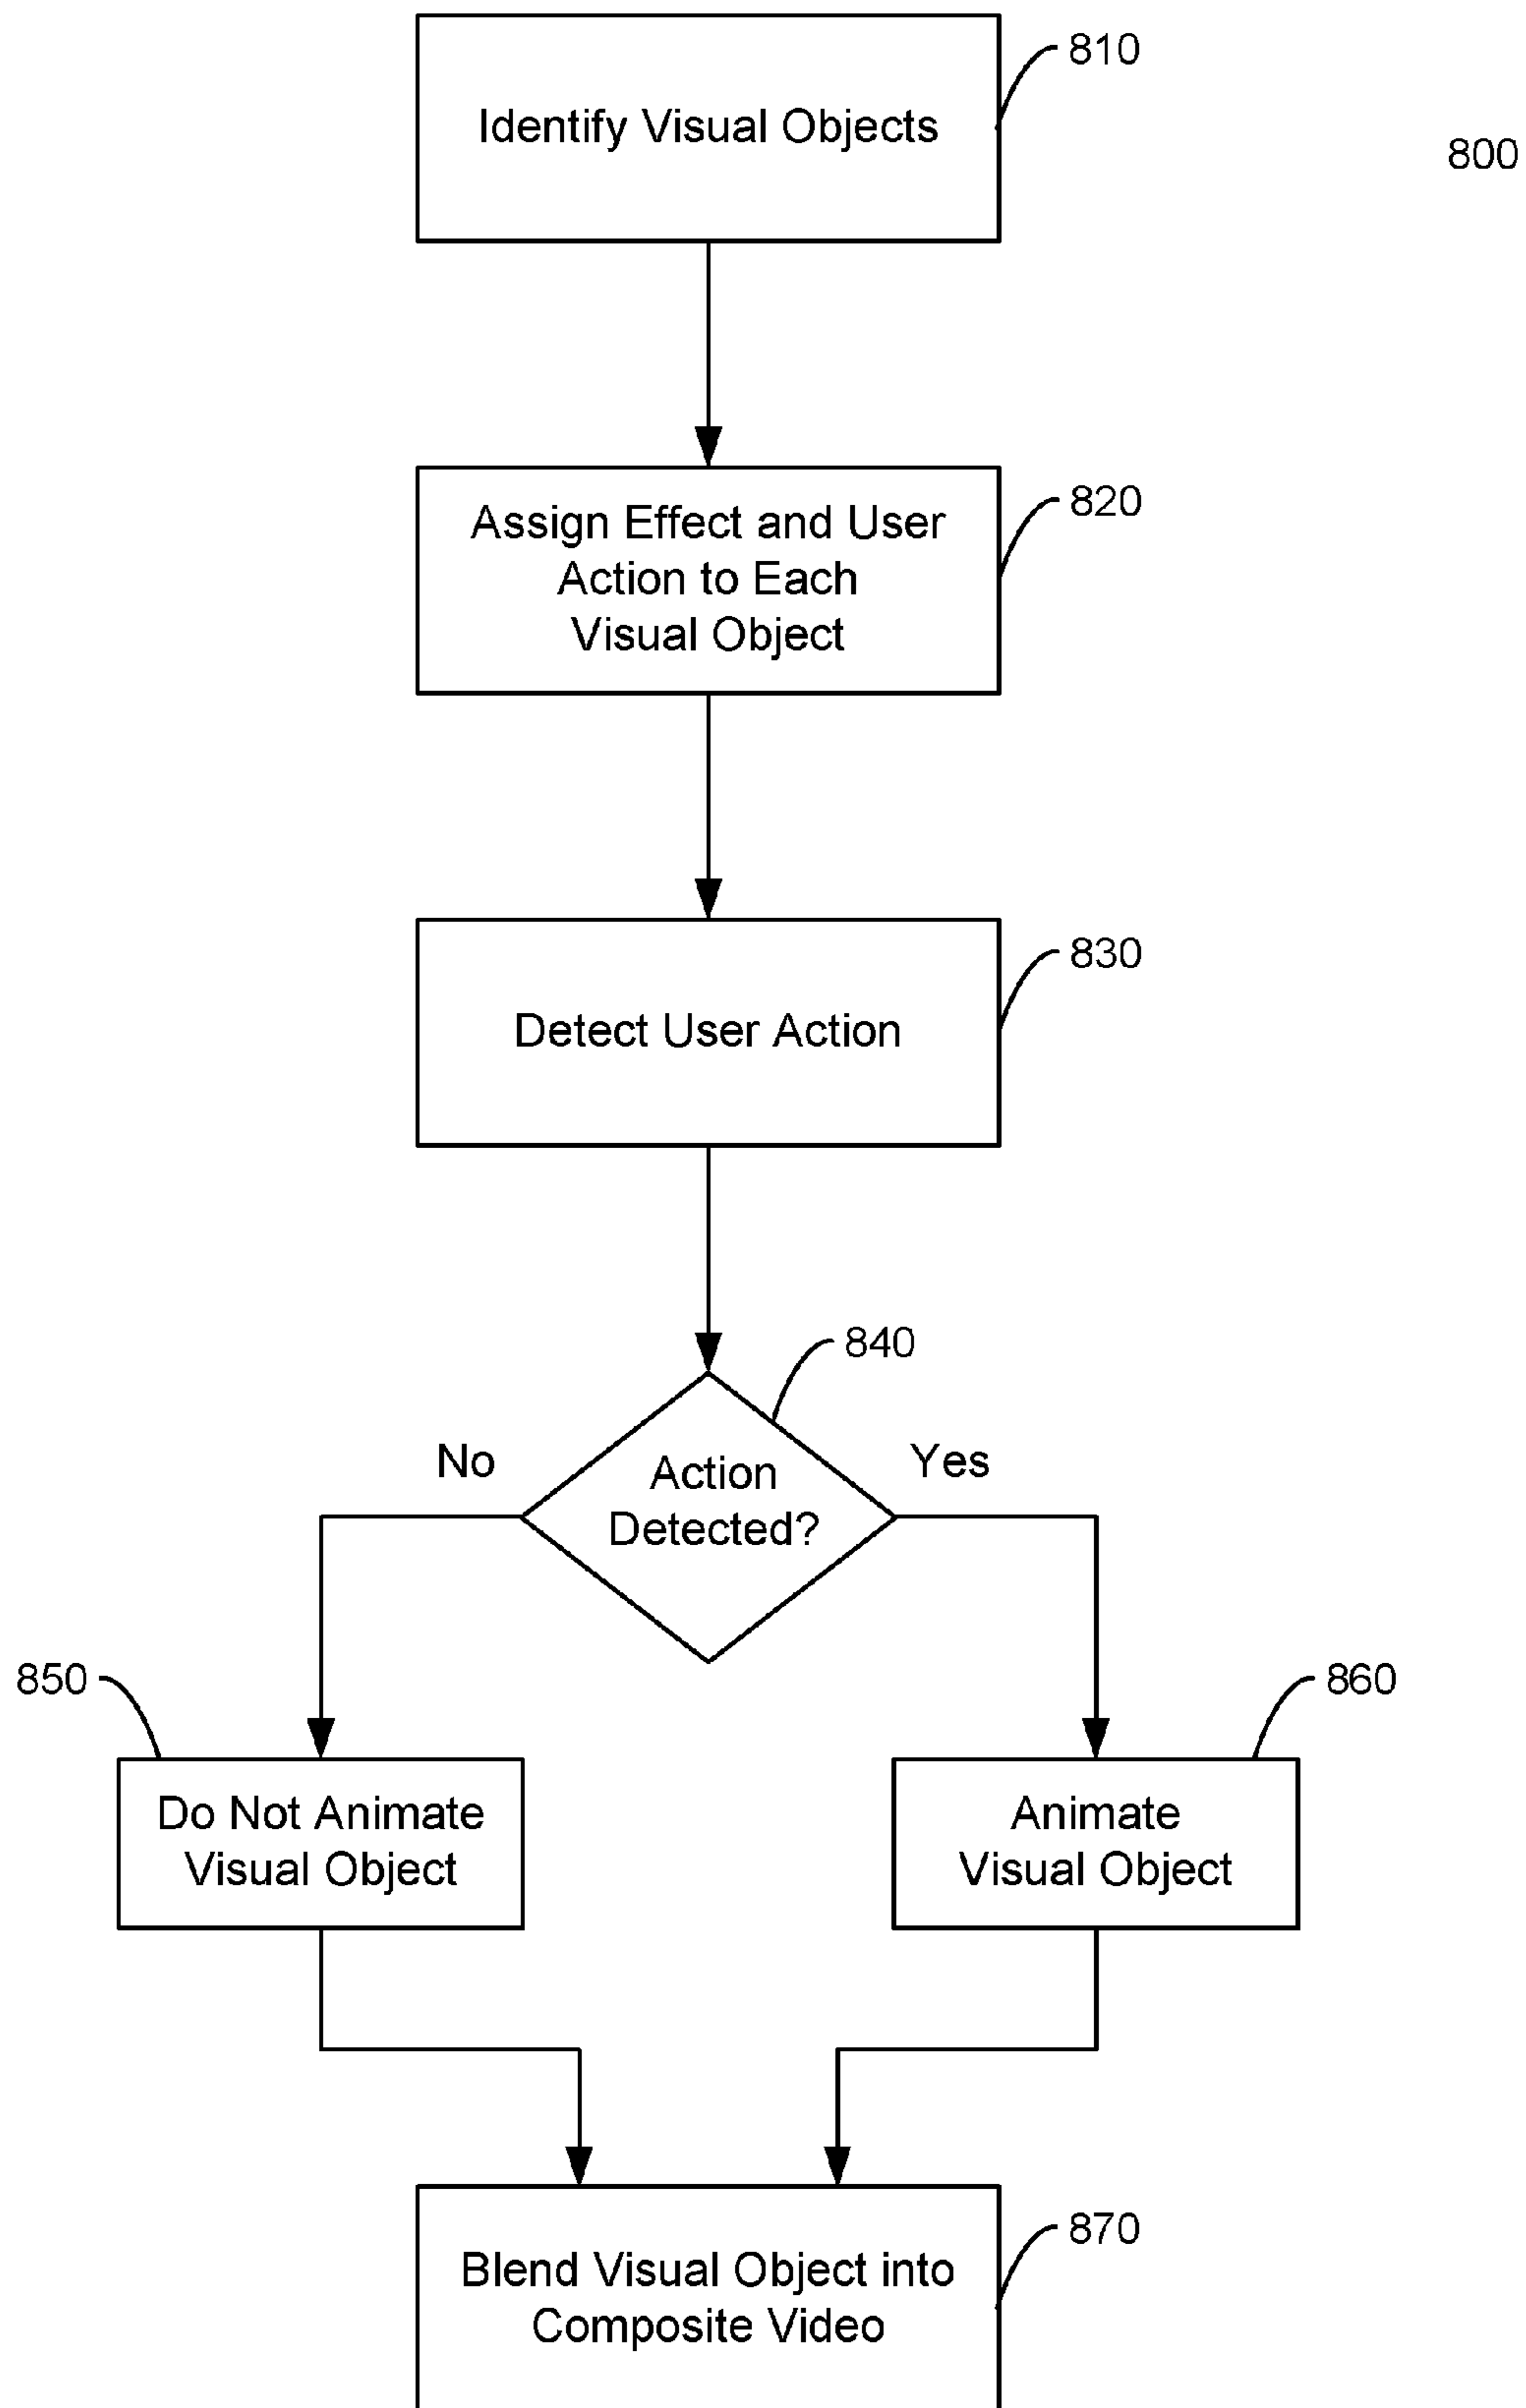 810
Identify Visual Objects
800
820
Assign Effect and User
Action to Each
Visual Object
830
Detect User Action
840
No
Yes
Action
Detected?
850
860
Do Not Animate
Visual Object
Animate
Visual Object
870
Blend Visual Object into
Composite Video